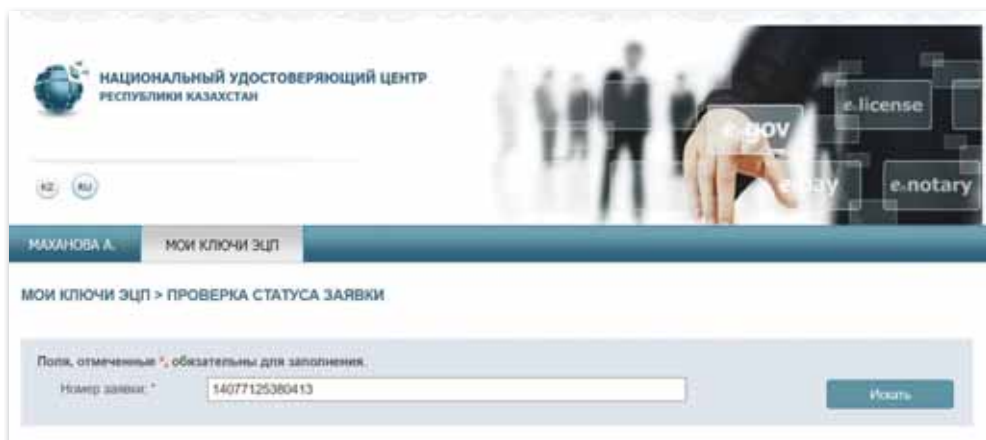 НАЦИОНАЛЬНЫЙ УДОСТОВЕРЯЮЩИЙ ЦЕНТР
РЕСПУБЛИКИ КАЗАХСТАН
e.gov
e.license
e.pay
e.notary
KZ RU
МАХАНОВА А. МОИ КЛЮЧИ ЭЦП
МОИ КЛЮЧИ ЭЦП > ПРОВЕРКА СТАТУСА ЗАЯВКИ
Поля, отмеченные *, обязательны для заполнения.
Номер заявки: * 14077125380413 Искать